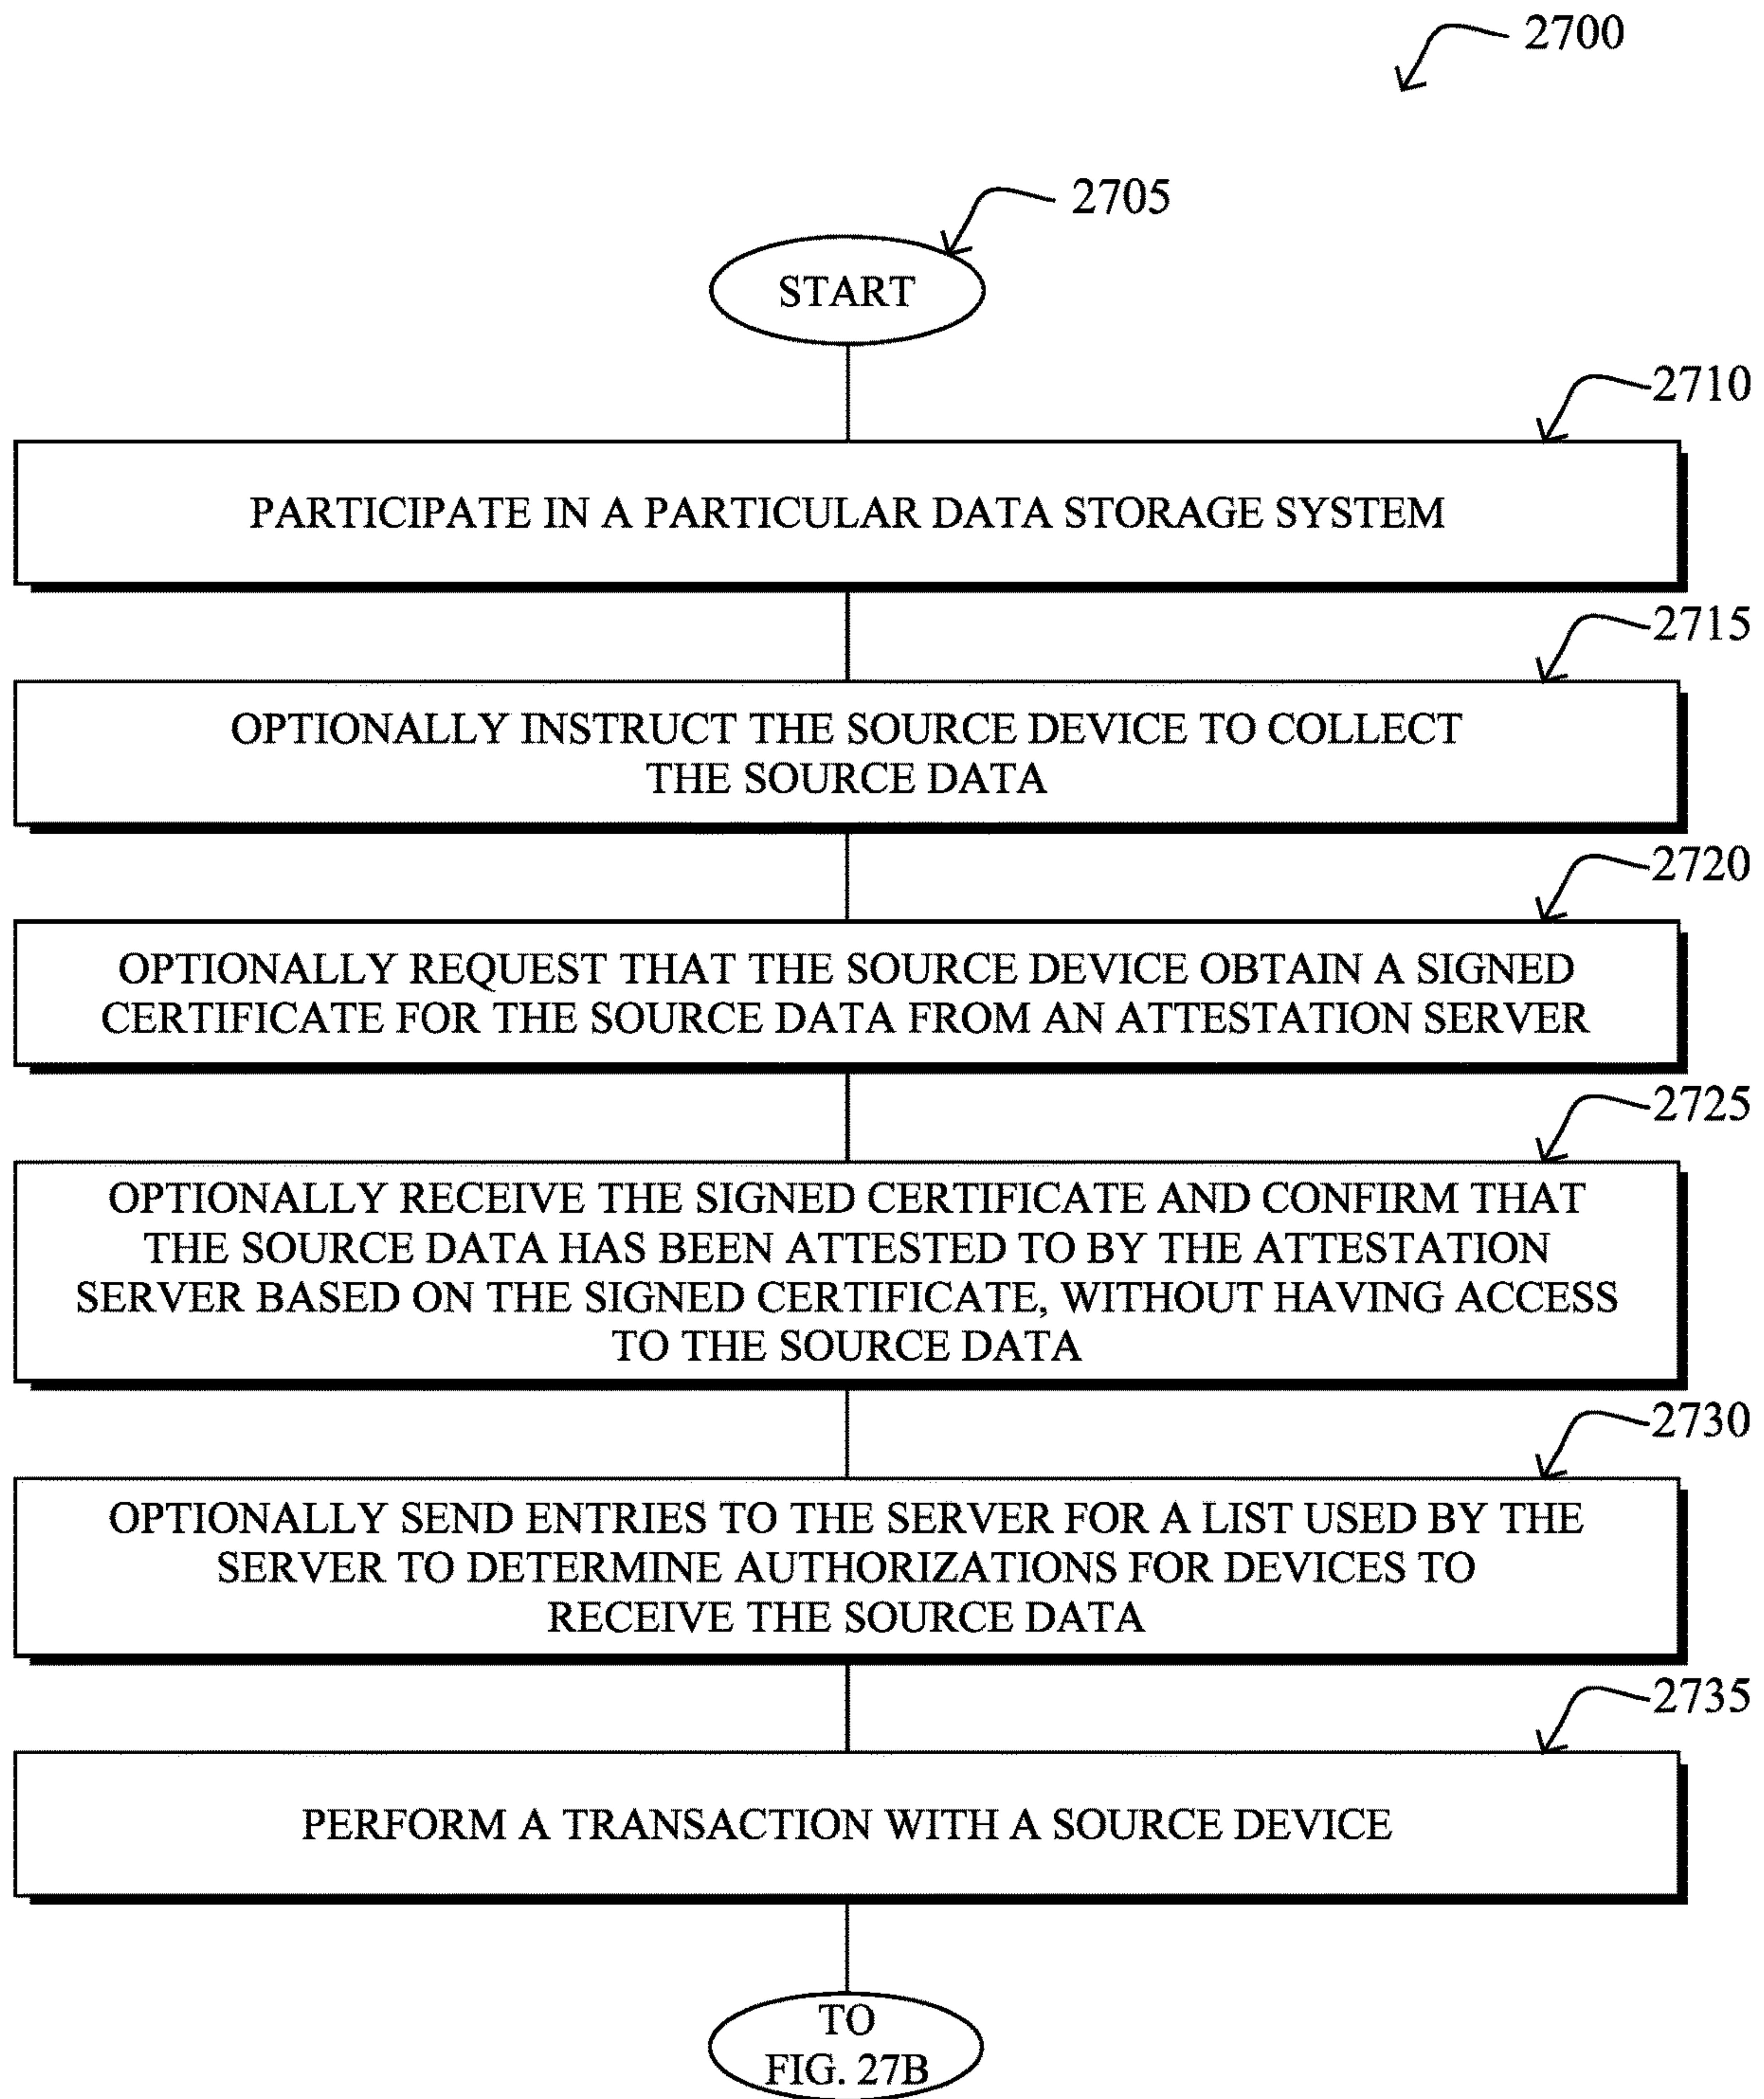 2700
2705
START
2710
PARTICIPATE IN A PARTICULAR DATA STORAGE SYSTEM
2715
OPTIONALLY INSTRUCT THE SOURCE DEVICE TO COLLECT
THE SOURCE DATA
2720
OPTIONALLY REQUEST THAT THE SOURCE DEVICE OBTAIN A SIGNED
CERTIFICATE FOR THE SOURCE DATA FROM AN ATTESTATION SERVER
2725
OPTIONALLY RECEIVE THE SIGNED CERTIFICATE AND CONFIRM THAT
THE SOURCE DATA HAS BEEN ATTESTED TO BY THE ATTESTATION
SERVER BASED ON THE SIGNED CERTIFICATE, WITHOUT HAVING ACCESS
TO THE SOURCE DATA
2730
OPTIONALLY SEND ENTRIES TO THE SERVER FOR A LIST USED BY THE
SERVER TO DETERMINE AUTHORIZATIONS FOR DEVICES TO
RECEIVE THE SOURCE DATA
2735
PERFORM A TRANSACTION WITH A SOURCE DEVICE
TO
FIG. 27B